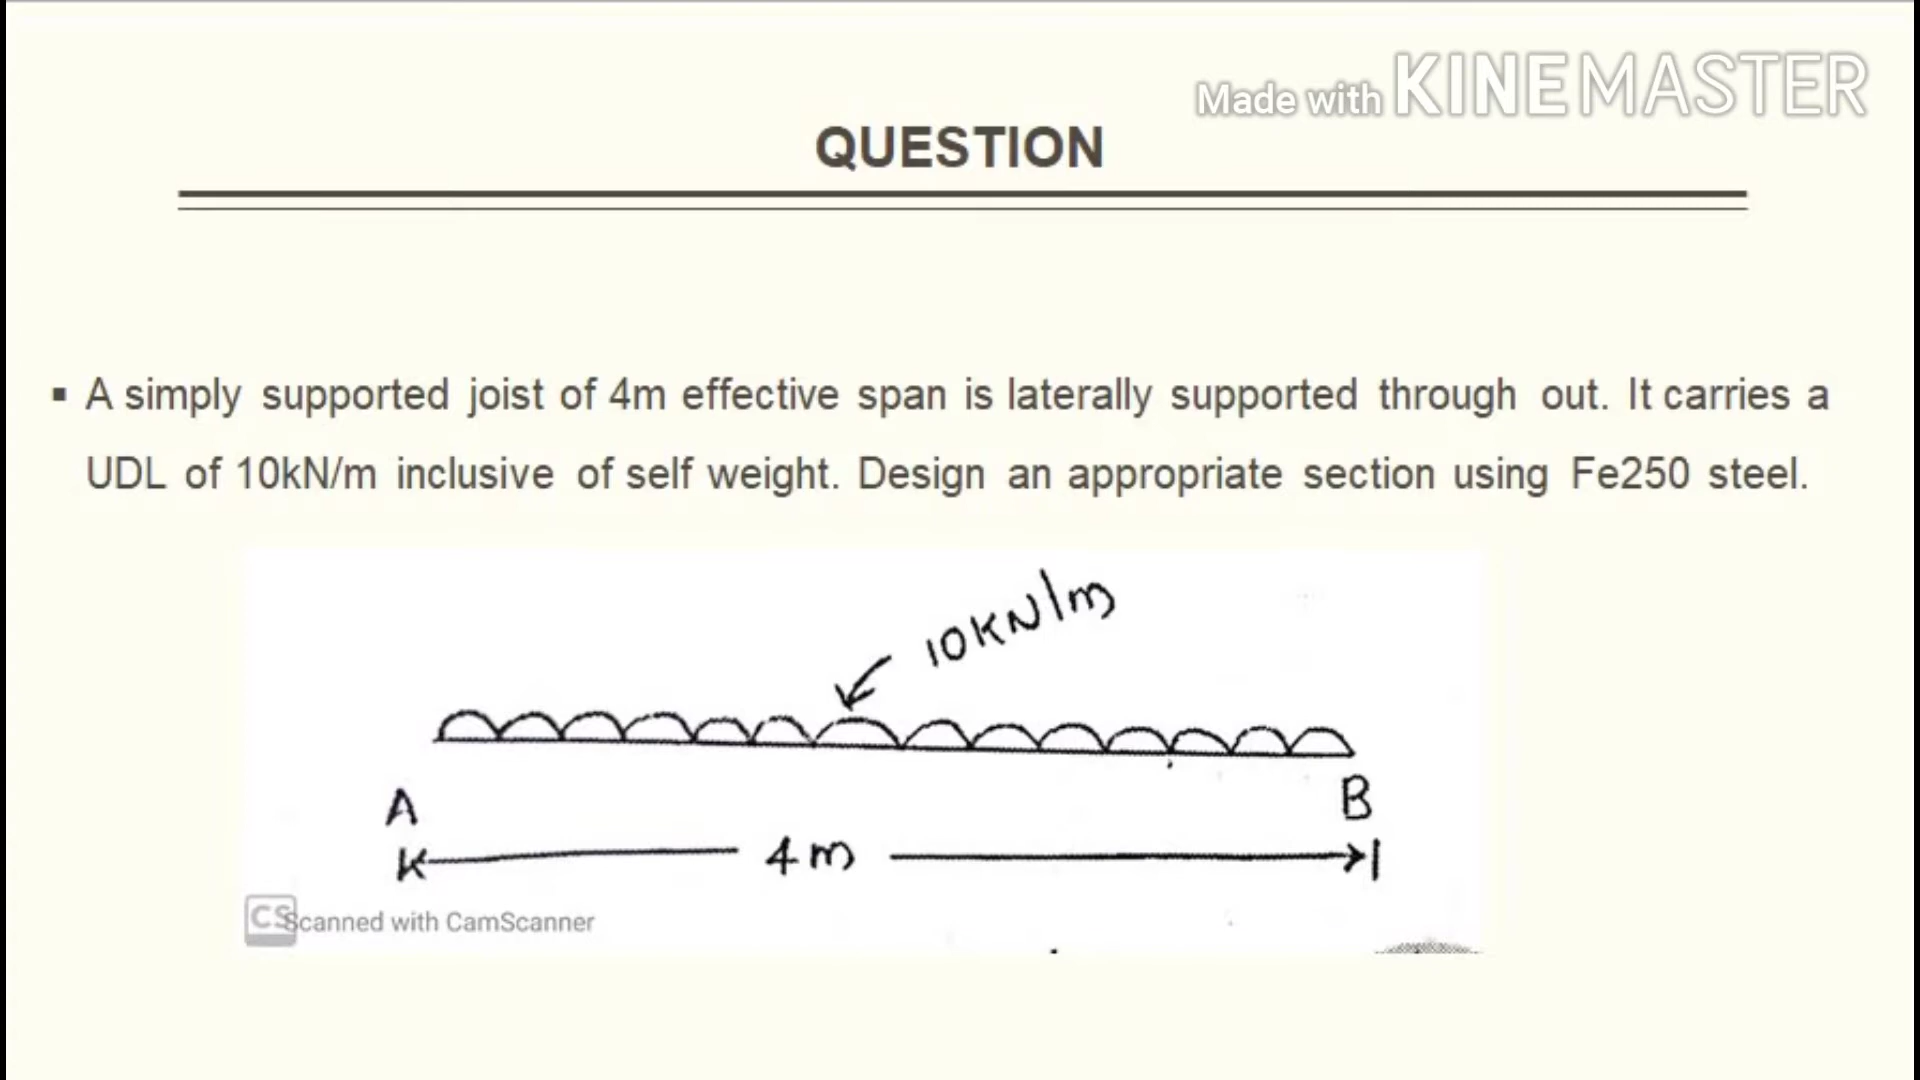 Made with KINEMASTER
QUESTION
▪ A simply supported joist of 4m effective span is laterally supported through out. It carries a
UDL of 10kN/m inclusive of self weight. Design an appropriate section using Fe250 steel.
10KN/m
A
B
4m
CS Scanned with CamScanner